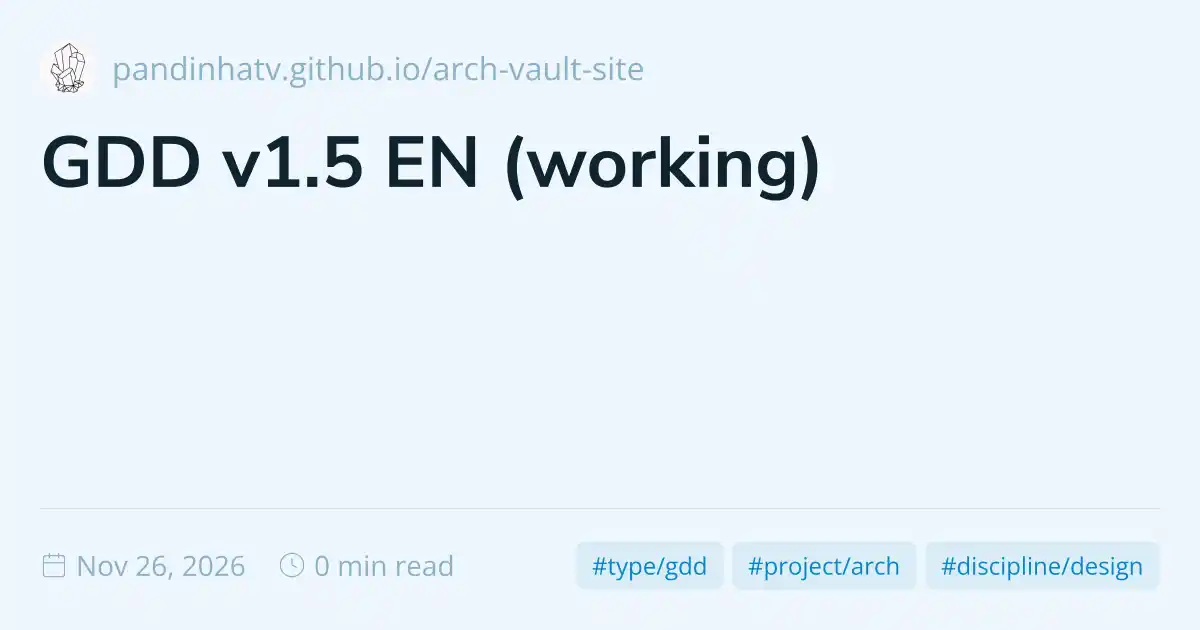 pandinhatv.github.io/arch-vault-site
GDD v1.5 EN (working)
Nov 26, 2026 0 min read #type/gdd #project/arch #discipline/design